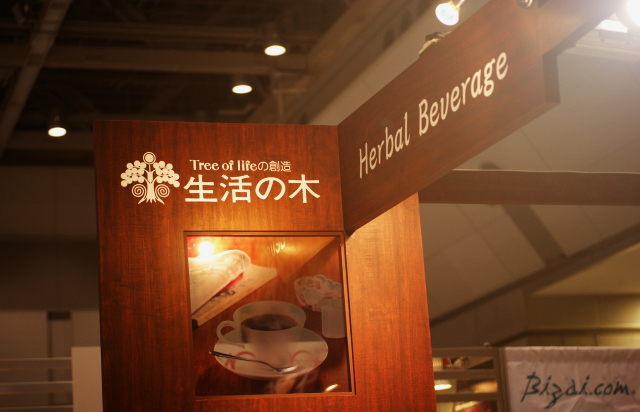 Tree of lifeの創造
生活の木
Herbal Beverage
Bizai.com.